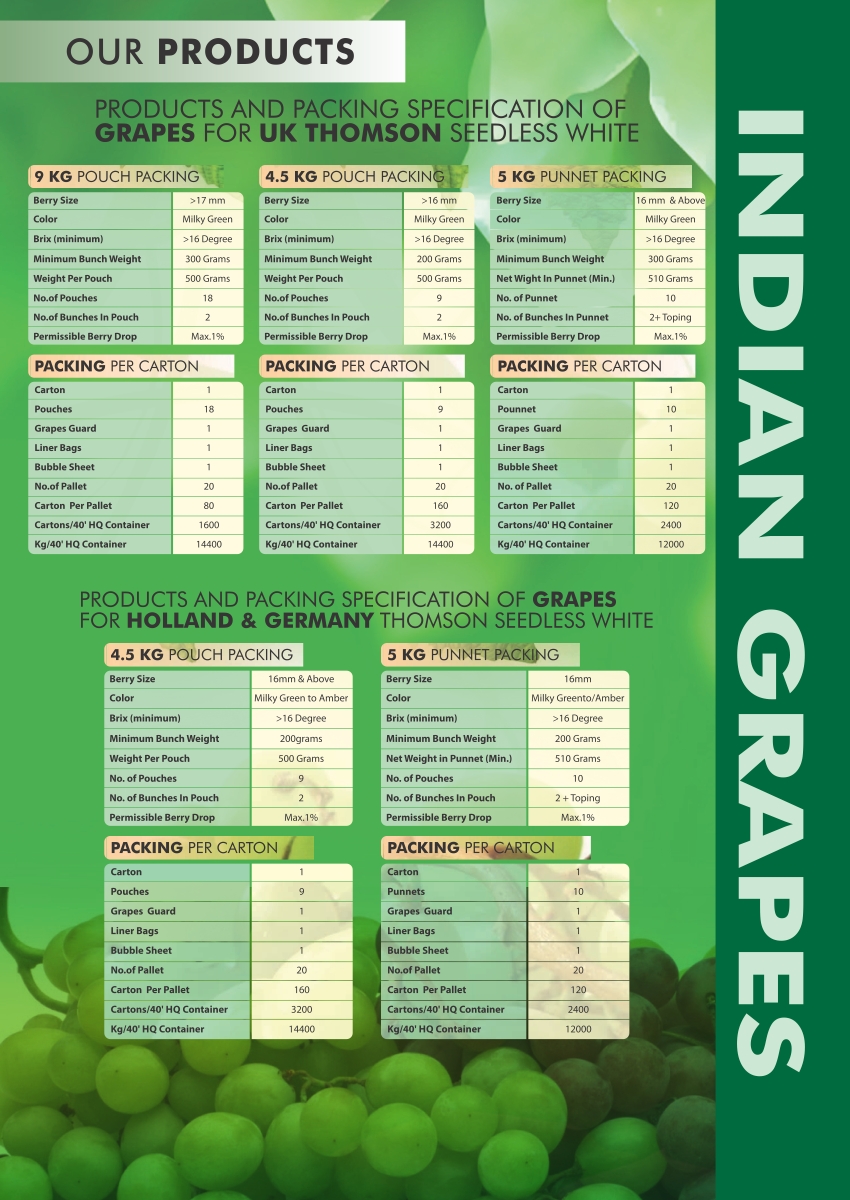 OUR PRODUCTS
PRODUCTS AND PACKING SPECIFICATION OF
GRAPES FOR UK THOMSON SEEDLESS WHITE
9 KG POUCH PACKING
Berry Size >17 mm
Color Milky Green
Brix (minimum) >16 Degree
Minimum Bunch Weight 300 Grams
Weight Per Pouch 500 Grams
No.of Pouches 18
No.of Bunches In Pouch 2
Permissible Berry Drop Max.1%
PACKING PER CARTON
Carton 1
Pouches 18
Grapes Guard 1
Liner Bags 1
Bubble Sheet 1
No.of Pallet 20
Carton Per Pallet 80
Cartons/40' HQ Container 1600
Kg/40' HQ Container 14400
4.5 KG POUCH PACKING
Berry Size >16 mm
Color Milky Green
Brix (minimum) >16 Degree
Minimum Bunch Weight 200 Grams
Weight Per Pouch 500 Grams
No.of Pouches 9
No.of Bunches In Pouch 2
Permissible Berry Drop Max.1%
PACKING PER CARTON
Carton 1
Pouches 9
Grapes Guard 1
Liner Bags 1
Bubble Sheet 1
No.of Pallet 20
Carton Per Pallet 160
Cartons/40' HQ Container 3200
Kg/40' HQ Container 14400
5 KG PUNNET PACKING
Berry Size 16 mm & Above
Color Milky Green
Brix (minimum) >16 Degree
Minimum Bunch Weight 300 Grams
Net Wight In Punnet (Min.) 510 Grams
No. of Punnet 10
No. of Bunches In Punnet 2+ Toping
Permissible Berry Drop Max.1%
PACKING PER CARTON
Carton 1
Pounnet 10
Grapes Guard 1
Liner Bags 1
Bubble Sheet 1
No. of Pallet 20
Carton Per Pallet 120
Cartons/40' HQ Container 2400
Kg/40' HQ Container 12000
PRODUCTS AND PACKING SPECIFICATION OF GRAPES
FOR HOLLAND & GERMANY THOMSON SEEDLESS WHITE
4.5 KG POUCH PACKING
Berry Size 16mm & Above
Color Milky Green to Amber
Brix (minimum) >16 Degree
Minimum Bunch Weight 200grams
Weight Per Pouch 500 Grams
No. of Pouches 9
No. of Bunches In Pouch 2
Permissible Berry Drop Max.1%
PACKING PER CARTON
Carton 1
Pouches 9
Grapes Guard 1
Liner Bags 1
Bubble Sheet 1
No.of Pallet 20
Carton Per Pallet 160
Cartons/40' HQ Container 3200
Kg/40' HQ Container 14400
5 KG PUNNET PACKING
Berry Size 16mm
Color Milky Greento/Amber
Brix (minimum) >16 Degree
Minimum Bunch Weight 200 Grams
Net Weight in Punnet (Min.) 510 Grams
No. of Pouches 10
No. of Bunches In Pouch 2 + Toping
Permissible Berry Drop Max.1%
PACKING PER CARTON
Carton 1
Punnets 10
Grapes Guard 1
Liner Bags 1
Bubble Sheet 1
No.of Pallet 20
Carton Per Pallet 120
Cartons/40' HQ Container 2400
Kg/40' HQ Container 12000
INDIAN GRAPES